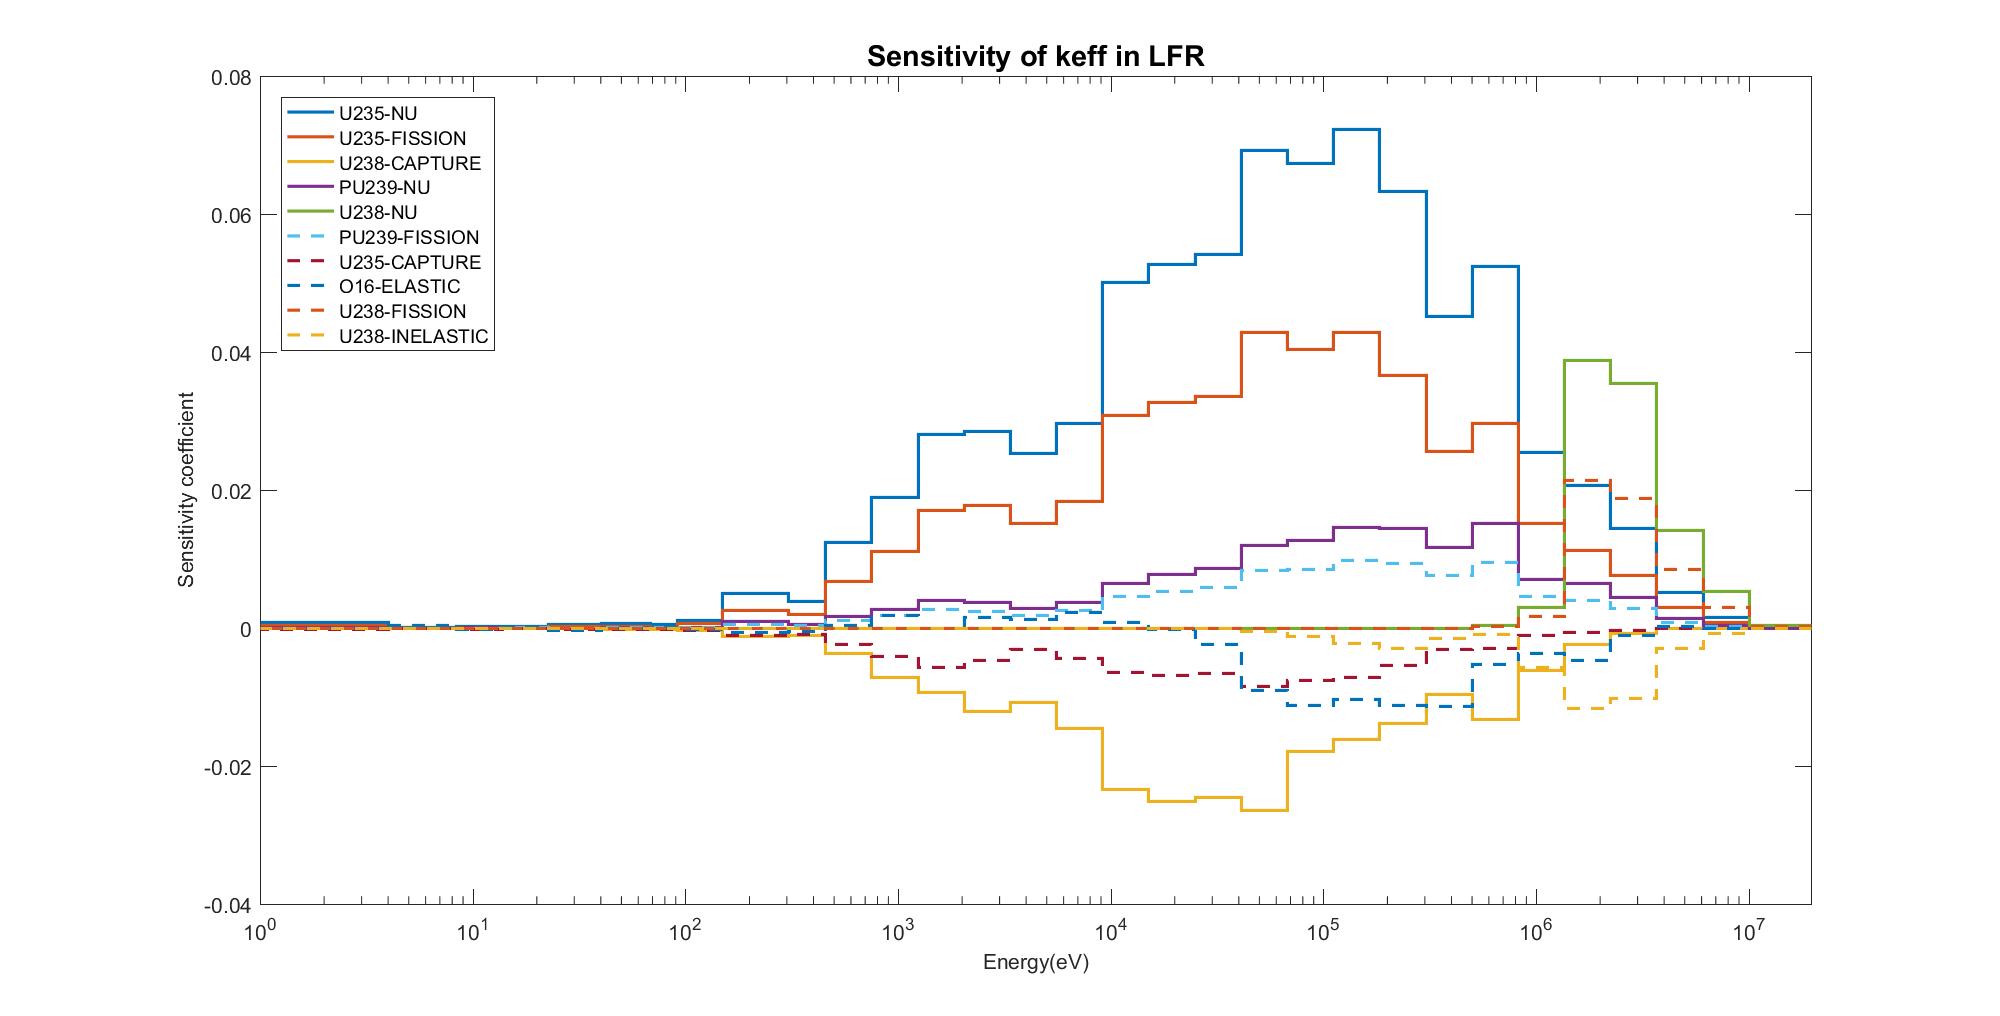 Sensitivity of keff in LFR
0.08
0.06
0.04
0.02
0
-0.02
-0.04
Sensitivity coefficient
U235-NU
U235-FISSION
U238-CAPTURE
PU239-NU
U238-NU
PU239-FISSION
U235-CAPTURE
O16-ELASTIC
U238-FISSION
U238-INELASTIC
10^0 10^1 10^2 10^3 10^4 10^5 10^6 10^7
Energy(eV)